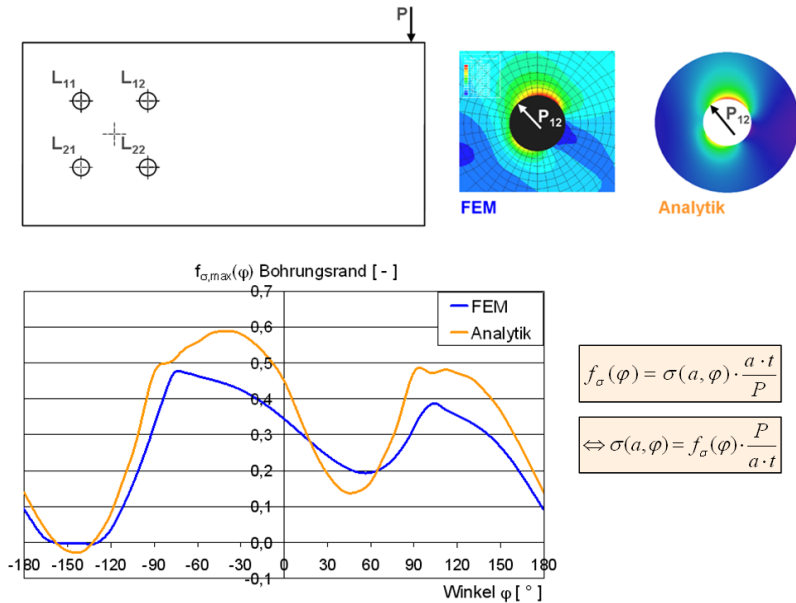 P
L11 L12
L21 L22
P12
P12
FEM
Analytik
fσ,max(φ) Bohrungsrand [ - ]
0,7
0,6
0,5
0,4
0,3
0,2
0,1
0,0
-0,1
-180 -150 -120 -90 -60 -30 0 30 60 90 120 150 180
Winkel φ [ ° ]
FEM
Analytik
fσ(φ) = σ(a,φ) · a·t/P
⇔ σ(a,φ) = fσ(φ) · P/a·t